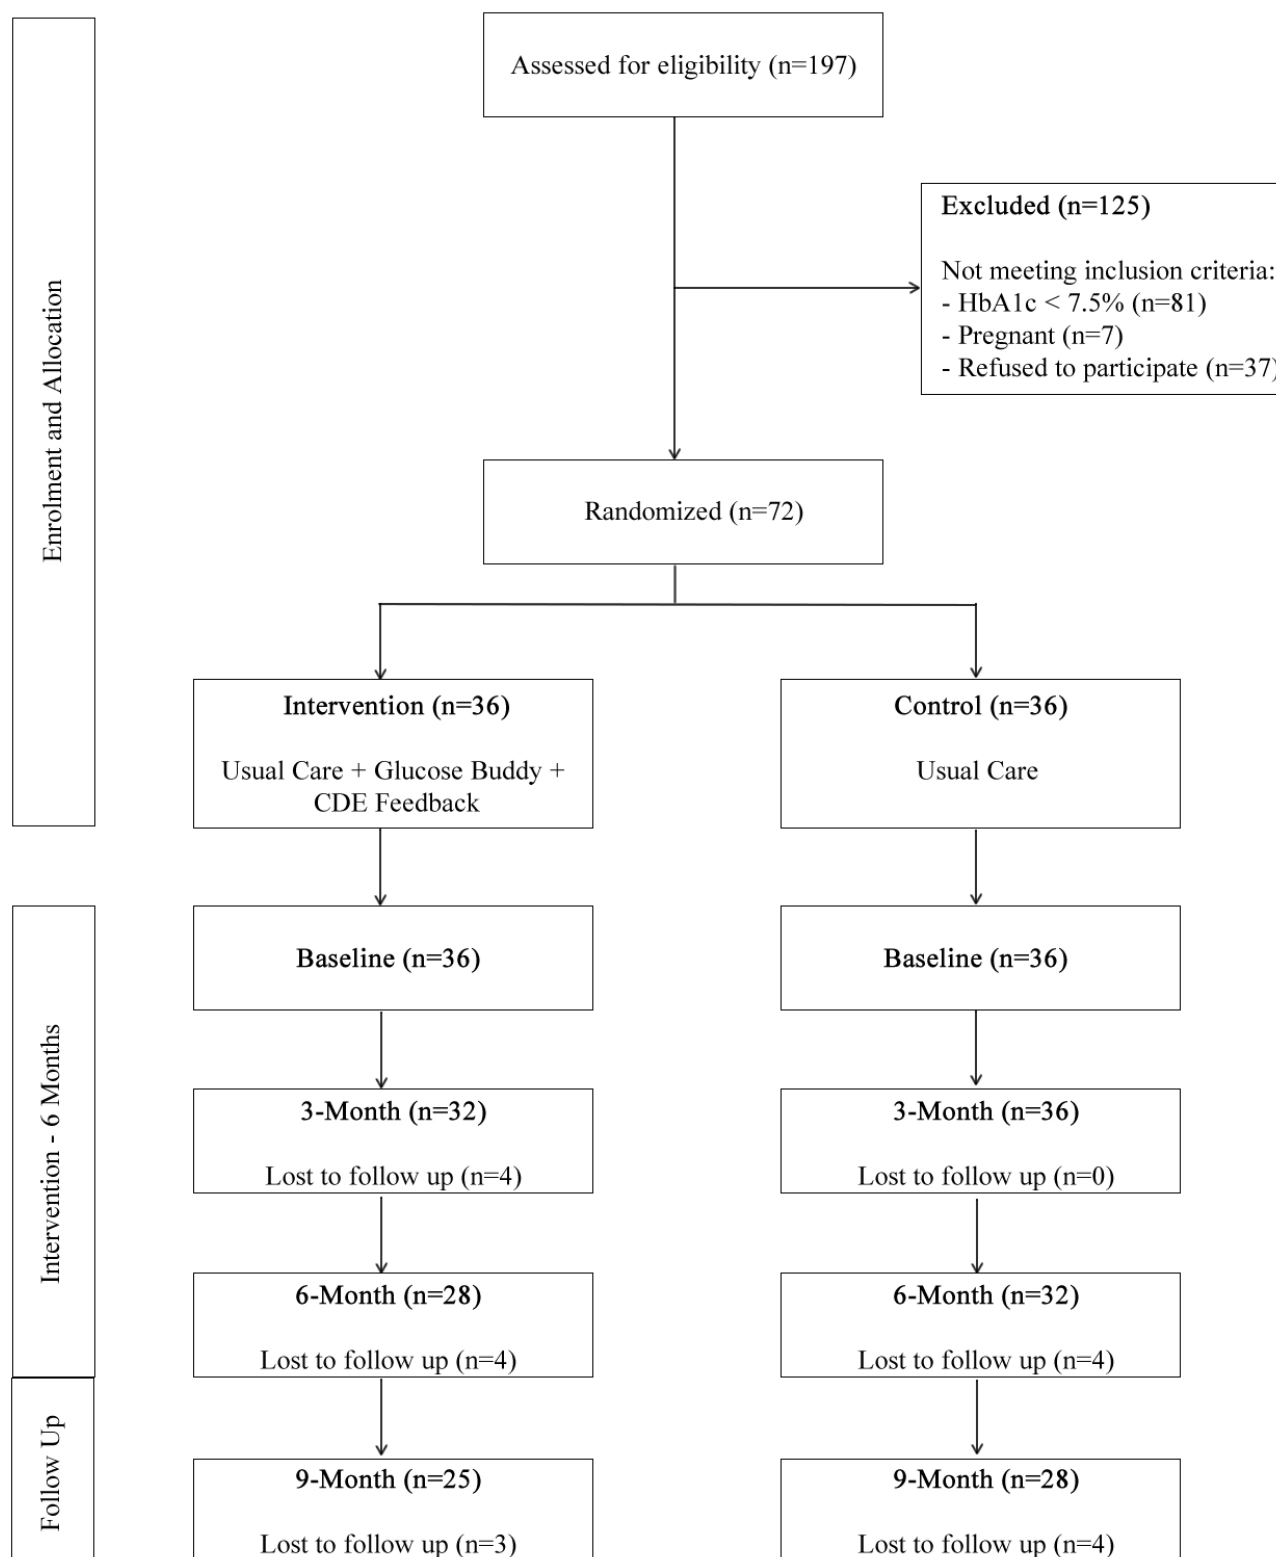 Assessed for eligibility (n=197)
Excluded (n=125)
Not meeting inclusion criteria:
- HbA1c < 7.5% (n=81)
- Pregnant (n=7)
- Refused to participate (n=37)
Enrolment and Allocation
Randomized (n=72)
Intervention (n=36)
Usual Care + Glucose Buddy +
CDE Feedback
Control (n=36)
Usual Care
Intervention - 6 Months
Baseline (n=36)
Baseline (n=36)
3-Month (n=32)
Lost to follow up (n=4)
3-Month (n=36)
Lost to follow up (n=0)
6-Month (n=28)
Lost to follow up (n=4)
6-Month (n=32)
Lost to follow up (n=4)
Follow Up
9-Month (n=25)
Lost to follow up (n=3)
9-Month (n=28)
Lost to follow up (n=4)